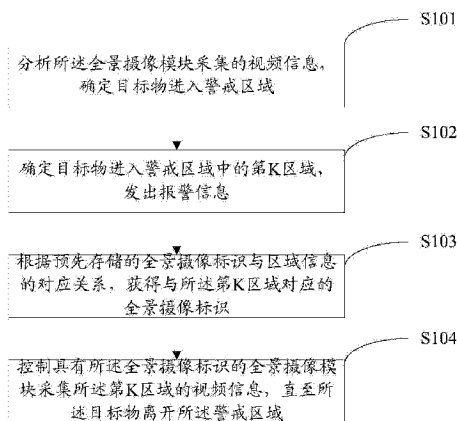 S101
分析所述全景摄像模块采集的视频信息，
确定目标物进入警戒区域
S102
确定目标物进入警戒区域中的第K区域，
发出报警信息
S103
根据预先存储的全景摄像标识与区域信息
的对应关系，获得与所述第K区域对应的
全景摄像标识
S104
控制具有所述全景摄像标识的全景摄像模
块采集所述第K区域的视频信息，直至所
述目标物离开所述警戒区域